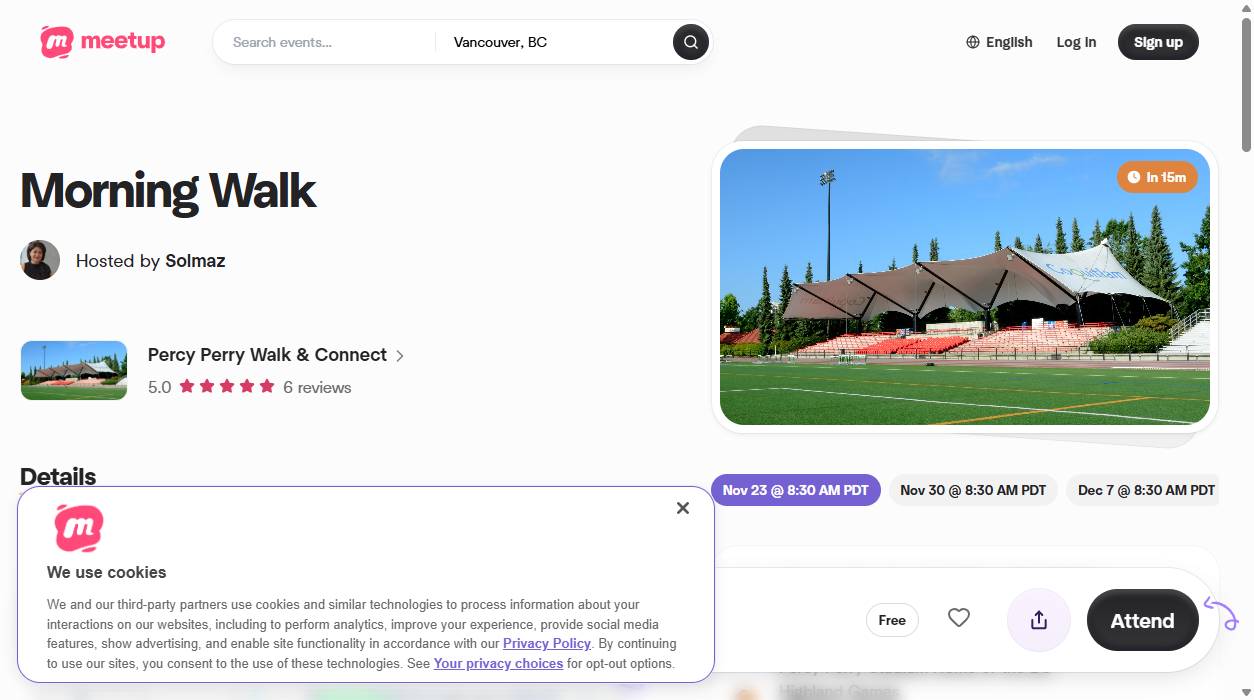 meetup
Search events...
Vancouver, BC
English
Log in
Sign up
Morning Walk
Hosted by Solmaz
In 15m
Coquitlam
Percy Perry Walk & Connect
5.0
6 reviews
Details
Nov 23 @ 8:30 AM PDT
Nov 30 @ 8:30 AM PDT
Dec 7 @ 8:30 AM PDT
m
We use cookies
We and our third-party partners use cookies and similar technologies to process information about your
interactions on our websites, including to perform analytics, improve your experience, provide social media
features, show advertising, and enable site functionality in accordance with our Privacy Policy. By continuing
to use our sites, you consent to the use of these technologies. See Your privacy choices for opt-out options.
Free
Attend
Highland Games